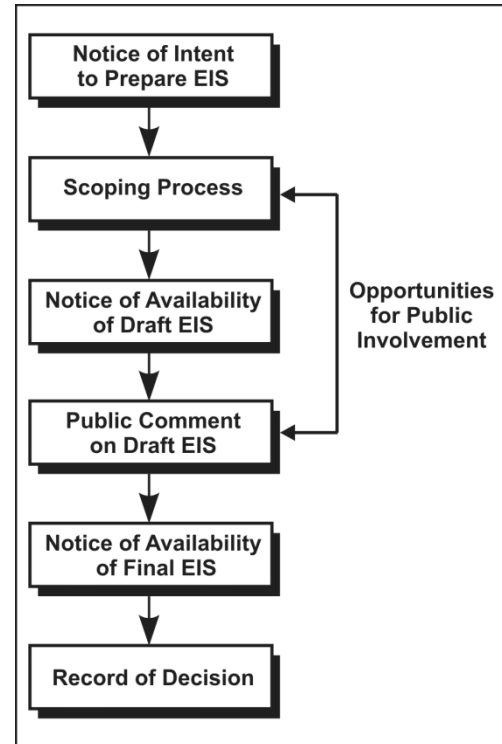 Notice of Intent
to Prepare EIS
Scoping Process
Notice of Availability
of Draft EIS
Opportunities
for Public
Involvement
Public Comment
on Draft EIS
Notice of Availability
of Final EIS
Record of Decision